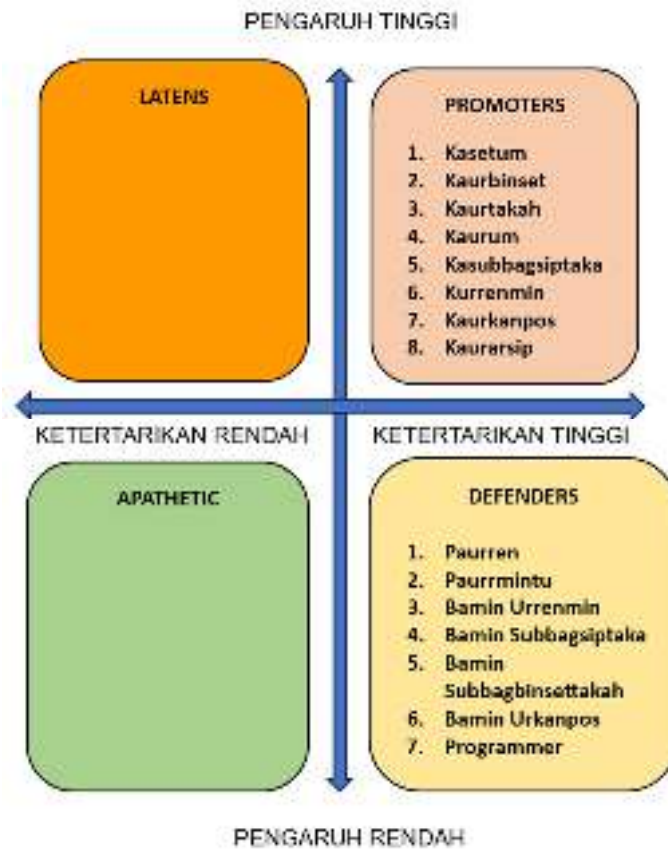 PENGARUH TINGGI
LATENS
PROMOTERS
1. Kasetum
2. Kaurbinset
3. Kaurtakah
4. Kaurum
5. Kasubbagsiptaka
6. Kurrenmin
7. Kaurkanpos
8. Kaurarsip
KETERTARIKAN RENDAH
KETERTARIKAN TINGGI
APATHETIC
DEFENDERS
1. Paurren
2. Paurrmintu
3. Bamin Urrenmin
4. Bamin Subbagsiptaka
5. Bamin
Subbagbinsettakah
6. Bamin Urkanpos
7. Programmer
PENGARUH RENDAH